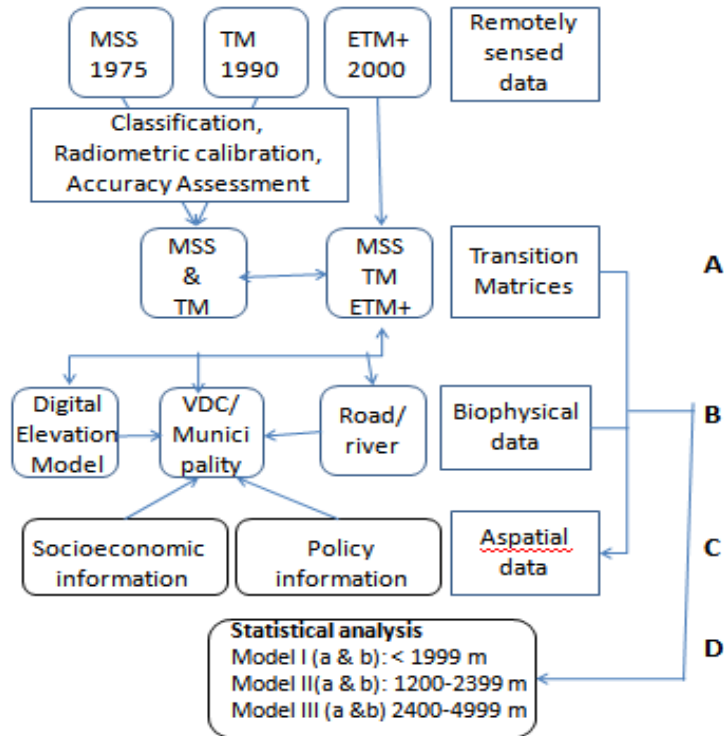 MSS
1975
TM
1990
ETM+
2000
Remotely
sensed
data
Classification,
Radiometric calibration,
Accuracy Assessment
MSS
&
TM
MSS
TM
ETM+
Transition
Matrices
A
Digital
Elevation
Model
VDC/
Munici
pality
Road/
river
Biophysical
data
B
Socioeconomic
information
Policy
information
Aspatial
data
C
Statistical analysis
Model I (a & b): < 1999 m
Model II(a & b): 1200-2399 m
Model III (a &b) 2400-4999 m
D